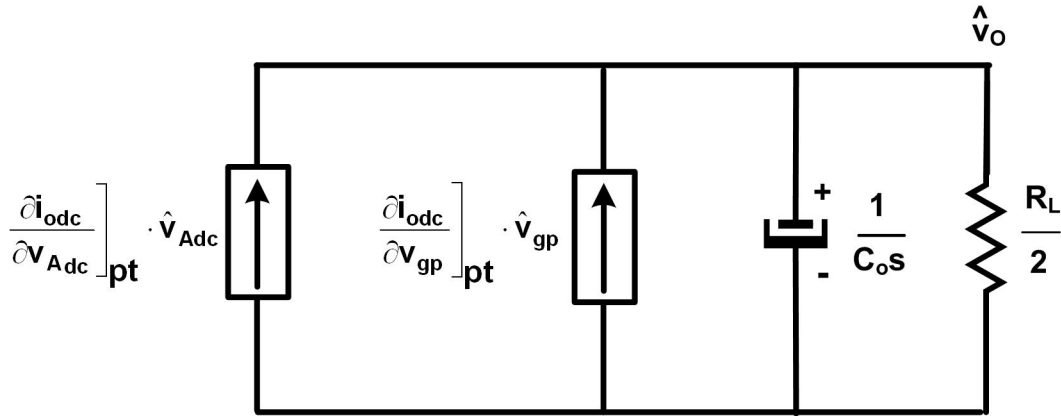 v̂O
∂iodc
∂vAdc
]pt · v̂Adc
∂iodc
∂vgp
]pt · v̂gp
+
-
1
Cos
RL
2